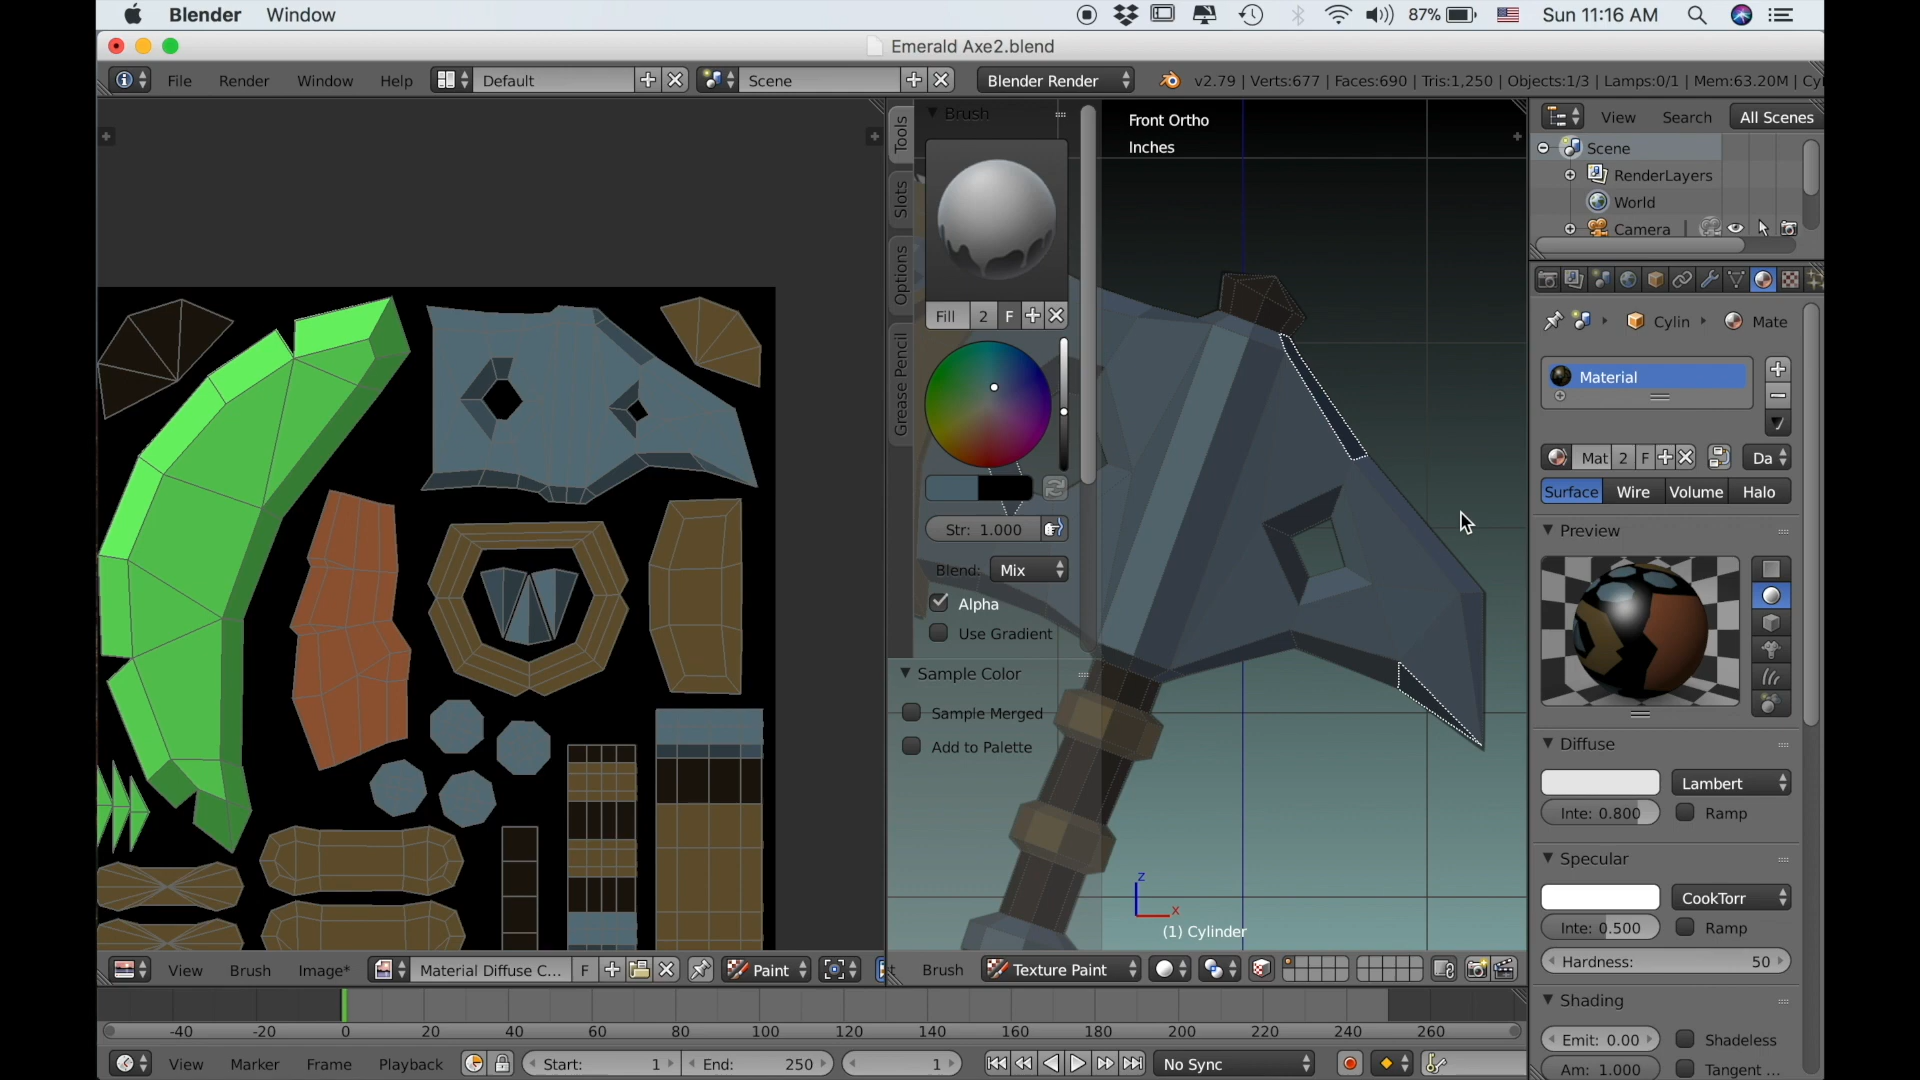 Blender Window 87% Sun 11:16 AM
Emerald Axe2.blend
File Render Window Help Default Scene Blender Render v2.79 | Verts:677 | Faces:690 | Tris:1,250 | Objects:1/3 | Lamps:0/1 | Mem:63.20M | Cy
Tools
Slots
Options
Grease Pencil
Brush
Fill 2 F
Str: 1.000
Blend: Mix
Alpha
Use Gradient
Sample Color
Sample Merged
Add to Palette
Front Ortho
Inches
z
x
(1) Cylinder
View Search All Scenes
Scene
RenderLayers
World
Camera
Cylin Mate
Material
Mat 2 F Da
Surface Wire Volume Halo
Preview
Diffuse
Lambert
Inte: 0.800 Ramp
Specular
CookTorr
Inte: 0.500 Ramp
Hardness: 50
Shading
Emit: 0.00 Shadeless
Am: 1.000 Tangent ...
View Brush Image* Material Diffuse C... F Paint
Brush Texture Paint
-40 -20 0 20 40 60 80 100 120 140 160 180 200 220 240 260
View Marker Frame Playback Start: 1 End: 250 1 No Sync